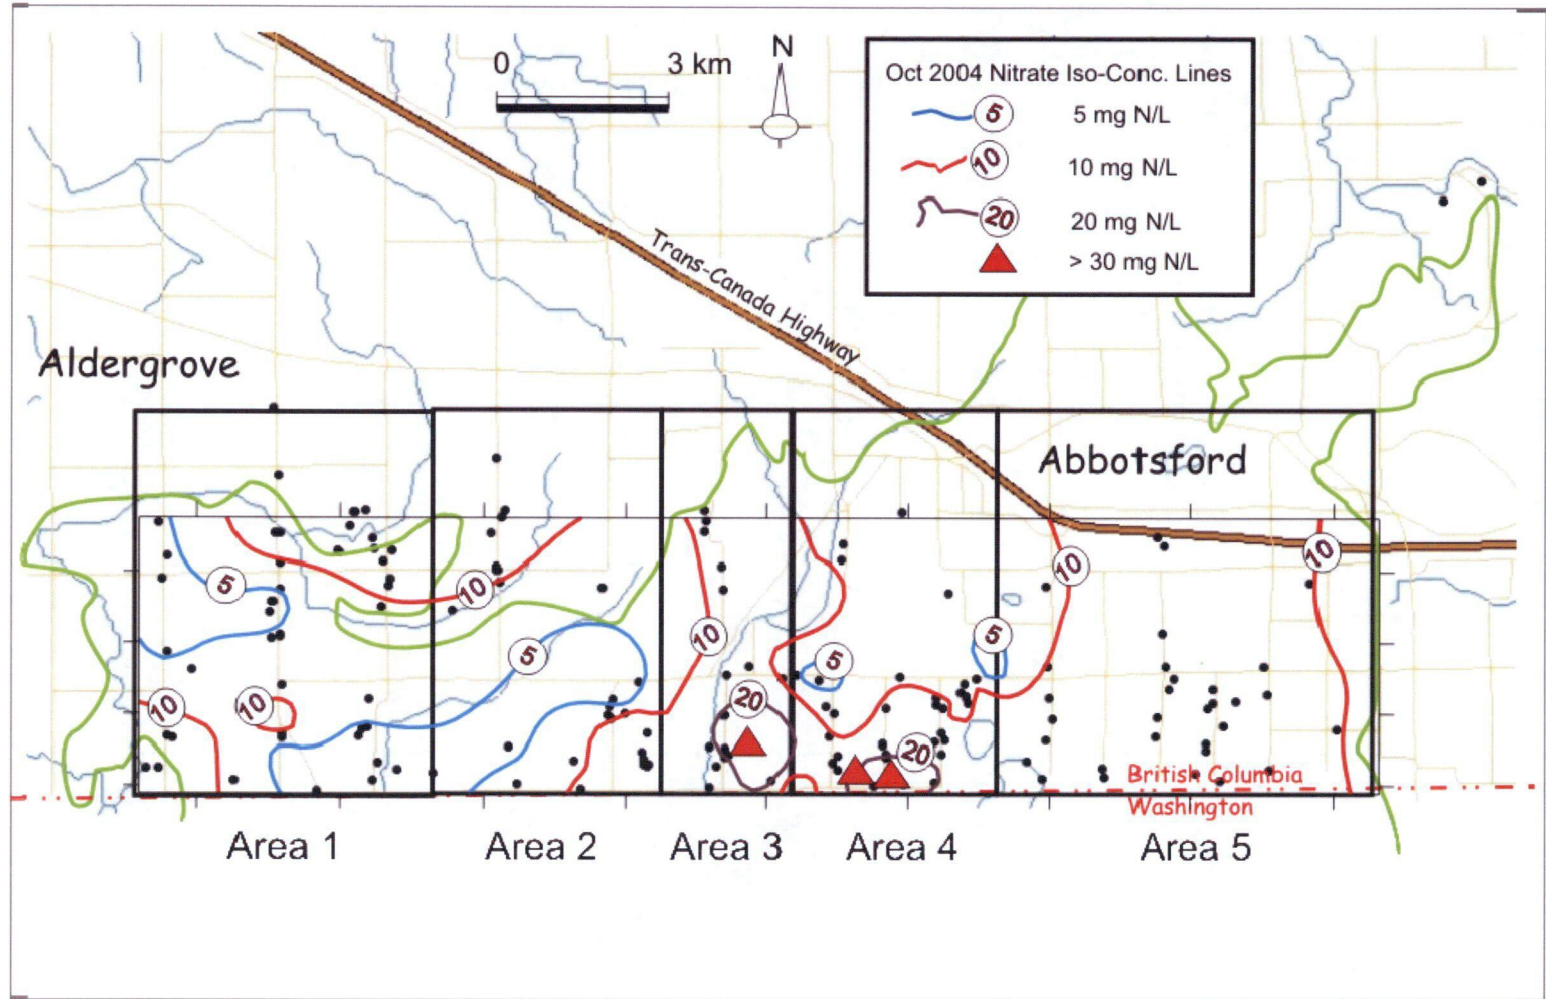 0 3 km
N
Oct 2004 Nitrate Iso-Conc. Lines
5 5 mg N/L
10 10 mg N/L
20 20 mg N/L
> 30 mg N/L
Trans-Canada Highway
Aldergrove
Abbotsford
10
10
5
10
5
10
5
5
10
10
20
20
British Columbia
Washington
Area 1 Area 2 Area 3 Area 4 Area 5